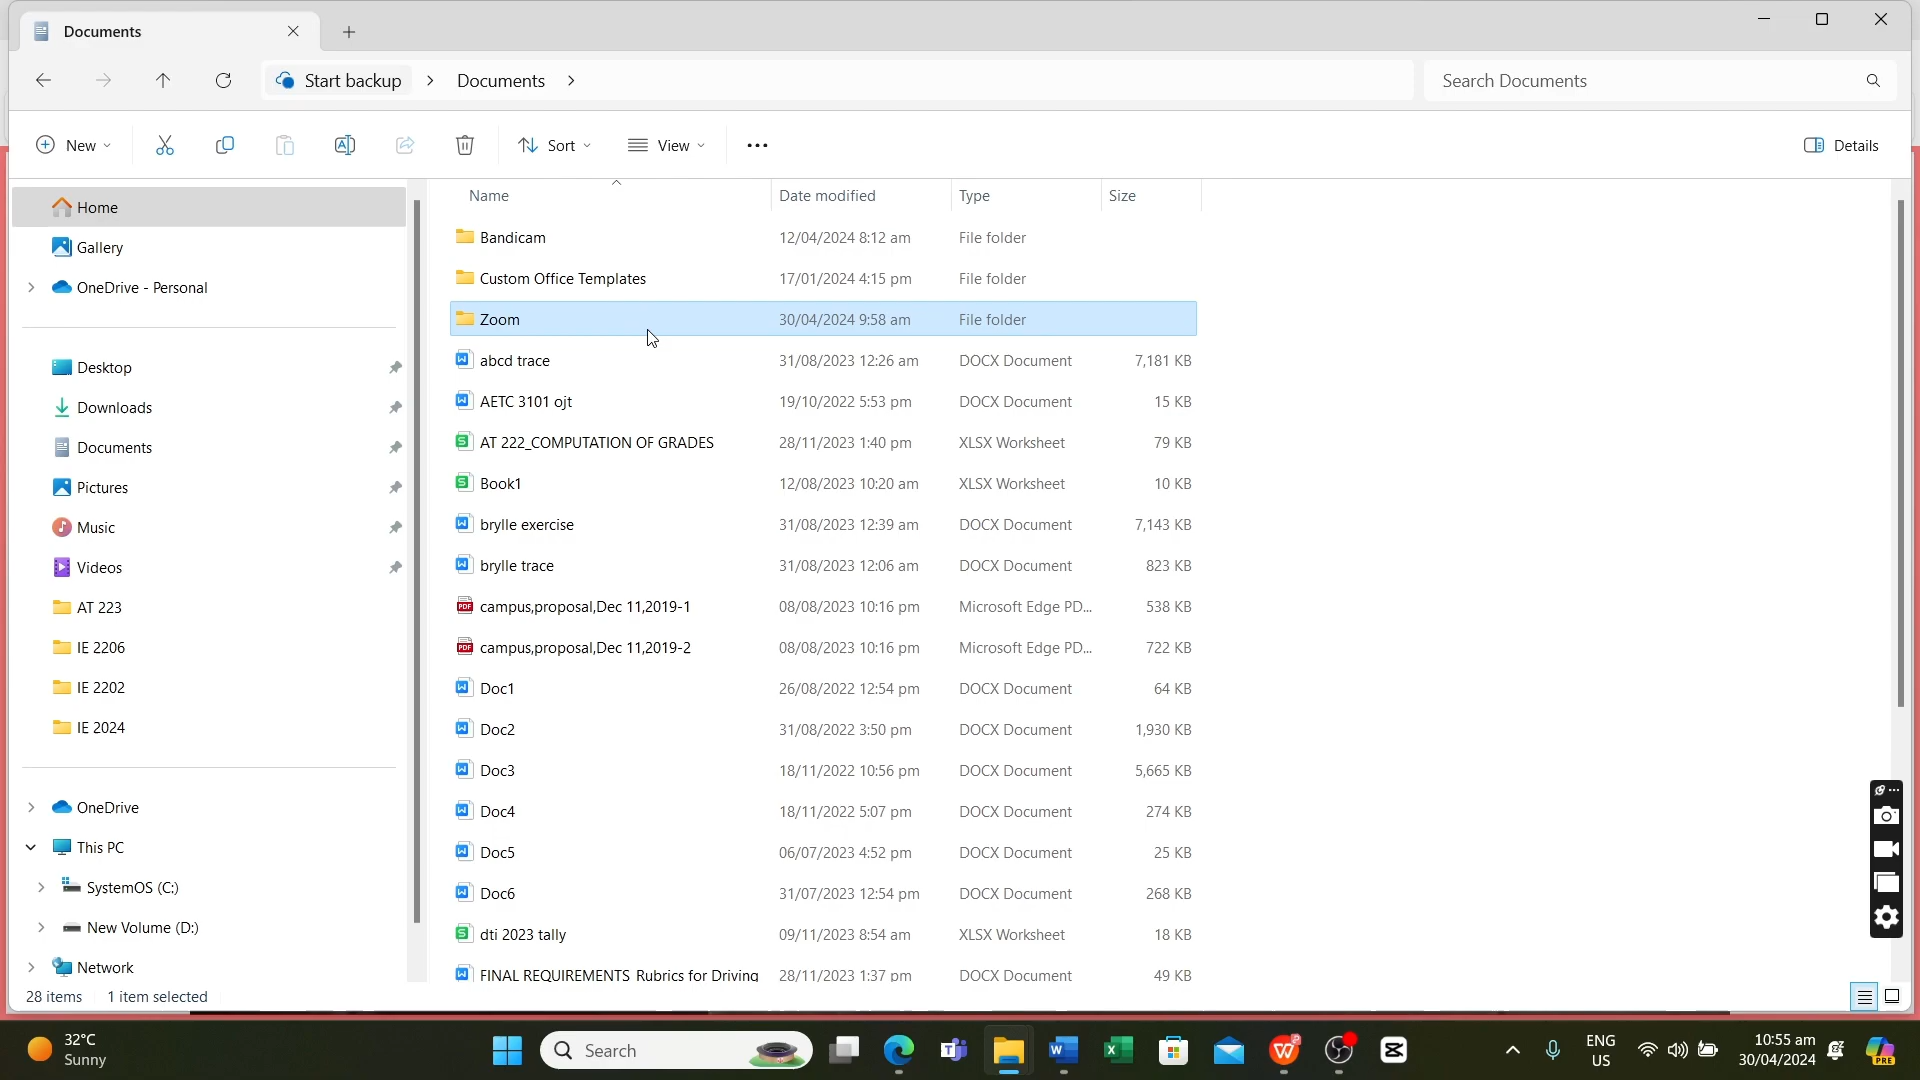 Documents
Start backup
Documents
Search Documents
New
Sort
View
Details
Home
Gallery
OneDrive - Personal
Desktop
Downloads
Documents
Pictures
Music
Videos
AT 223
IE 2206
IE 2202
IE 2024
OneDrive
This PC
SystemOS (C:)
New Volume (D:)
Network
Name Date modified Type Size
Bandicam 12/04/2024 8:12 am File folder
Custom Office Templates 17/01/2024 4:15 pm File folder
Zoom 30/04/2024 9:58 am File folder
abcd trace 31/08/2023 12:26 am DOCX Document 7,181 KB
AETC 3101 ojt 19/10/2022 5:53 pm DOCX Document 15 KB
AT 222_COMPUTATION OF GRADES 28/11/2023 1:40 pm XLSX Worksheet 79 KB
Book1 12/08/2023 10:20 am XLSX Worksheet 10 KB
brylle exercise 31/08/2023 12:39 am DOCX Document 7,143 KB
brylle trace 31/08/2023 12:06 am DOCX Document 823 KB
campus,proposal,Dec 11,2019-1 08/08/2023 10:16 pm Microsoft Edge PD... 538 KB
campus,proposal,Dec 11,2019-2 08/08/2023 10:16 pm Microsoft Edge PD... 722 KB
Doc1 26/08/2022 12:54 pm DOCX Document 64 KB
Doc2 31/08/2022 3:50 pm DOCX Document 1,930 KB
Doc3 18/11/2022 10:56 pm DOCX Document 5,665 KB
Doc4 18/11/2022 5:07 pm DOCX Document 274 KB
Doc5 06/07/2023 4:52 pm DOCX Document 25 KB
Doc6 31/07/2023 12:54 pm DOCX Document 268 KB
dti 2023 tally 09/11/2023 8:54 am XLSX Worksheet 18 KB
FINAL REQUIREMENTS Rubrics for Driving 28/11/2023 1:37 pm DOCX Document 49 KB
28 items 1 item selected
32°C
Sunny
Search
ENG
US
10:55 am
30/04/2024
PRE